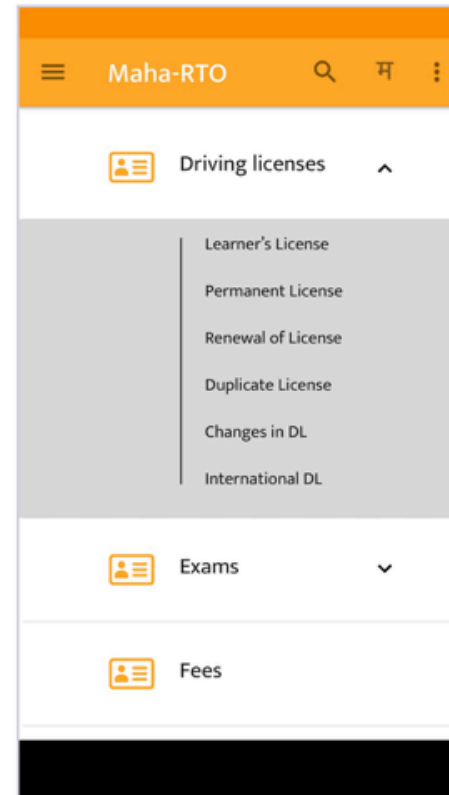 Maha-RTO म
Driving licenses
Learner's License
Permanent License
Renewal of License
Duplicate License
Changes in DL
International DL
Exams
Fees